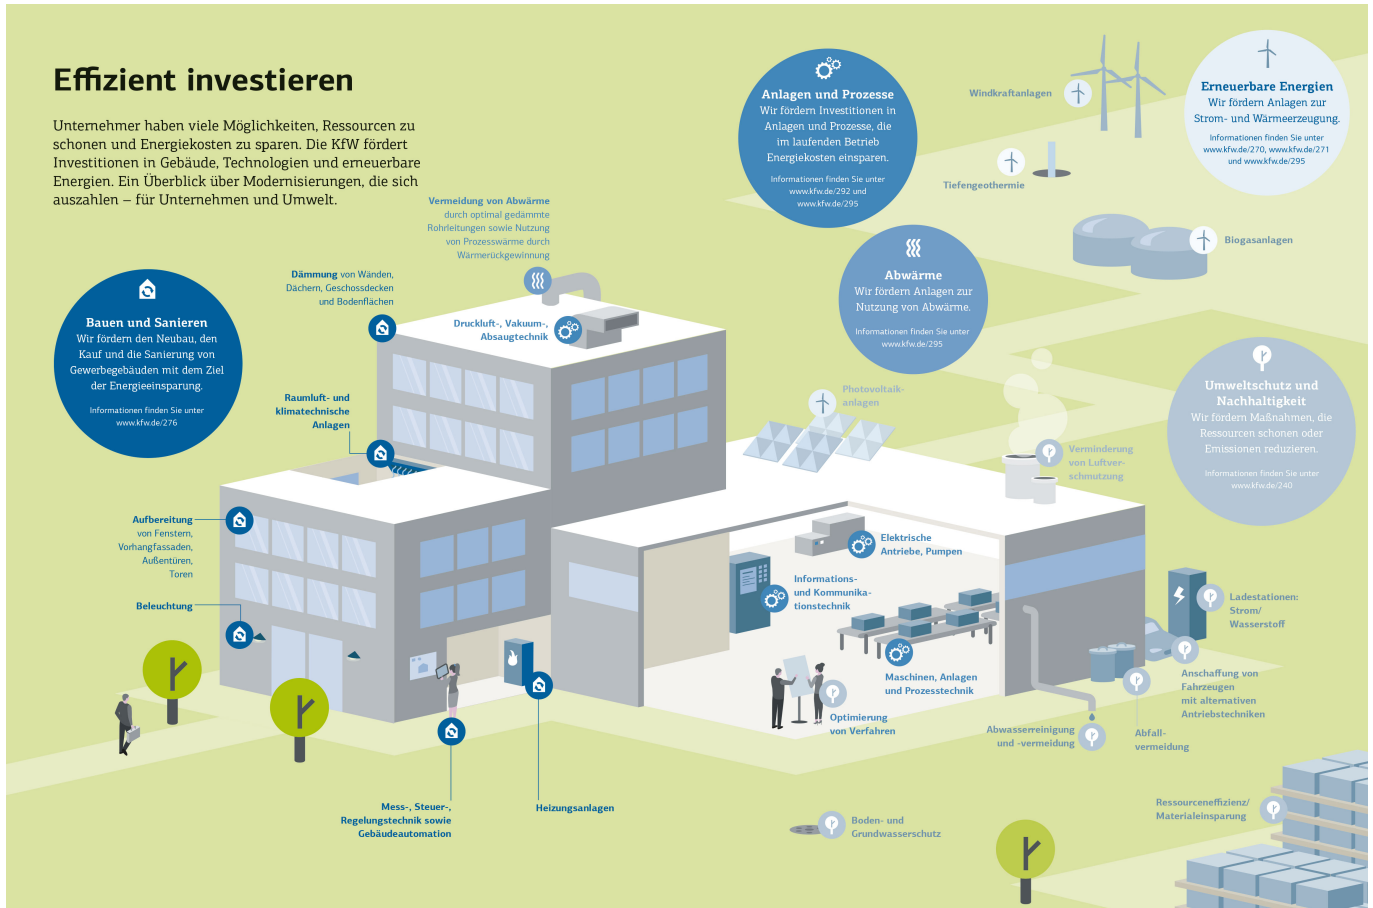 Effizient investieren
Unternehmer haben viele Möglichkeiten, Ressourcen zu
schonen und Energiekosten zu sparen. Die KfW fördert
Investitionen in Gebäude, Technologien und erneuerbare
Energien. Ein Überblick über Modernisierungen, die sich
auszahlen – für Unternehmen und Umwelt.
Anlagen und Prozesse
Wir fördern Investitionen in
Anlagen und Prozesse, die
im laufenden Betrieb
Energiekosten einsparen.
Informationen finden Sie unter
www.kfw.de/292 und
www.kfw.de/295
Windkraftanlagen
Tiefengeothermie
Erneuerbare Energien
Wir fördern Anlagen zur
Strom- und Wärmeerzeugung.
Informationen finden Sie unter
www.kfw.de/270, www.kfw.de/271
und www.kfw.de/295
Biogasanlagen
Vermeidung von Abwärme
durch optimal gedämmte
Rohrleitungen sowie Nutzung
von Prozesswärme durch
Wärmerückgewinnung
Abwärme
Wir fördern Anlagen zur
Nutzung von Abwärme.
Informationen finden Sie unter
www.kfw.de/295
Bauen und Sanieren
Wir fördern den Neubau, den
Kauf und die Sanierung von
Gewerbegebäuden mit dem Ziel
der Energieeinsparung.
Informationen finden Sie unter
www.kfw.de/276
Dämmung von Wänden,
Dächern, Geschossdecken
und Bodenflächen
Druckluft-, Vakuum-,
Absaugtechnik
Raumluft- und
klimatechnische
Anlagen
Photovoltaik-
anlagen
Umweltschutz und
Nachhaltigkeit
Wir fördern Maßnahmen, die
Ressourcen schonen oder
Emissionen reduzieren.
Informationen finden Sie unter
www.kfw.de/240
Verminderung
von Luftver-
schmutzung
Aufbereitung
von Fenstern,
Vorhangfassaden,
Außentüren,
Toren
Beleuchtung
Elektrische
Antriebe, Pumpen
Informations-
und Kommunika-
tionstechnik
Maschinen, Anlagen
und Prozesstechnik
Optimierung
von Verfahren
Ladestationen:
Strom/
Wasserstoff
Anschaffung von
Fahrzeugen
mit alternativen
Antriebstechniken
Abwasserreinigung
und -vermeidung
Abfall-
vermeidung
Mess-, Steuer-,
Regelungstechnik sowie
Gebäudeautomation
Heizungsanlagen
Boden- und
Grundwasserschutz
Ressourceneffizienz/
Materialeinsparung